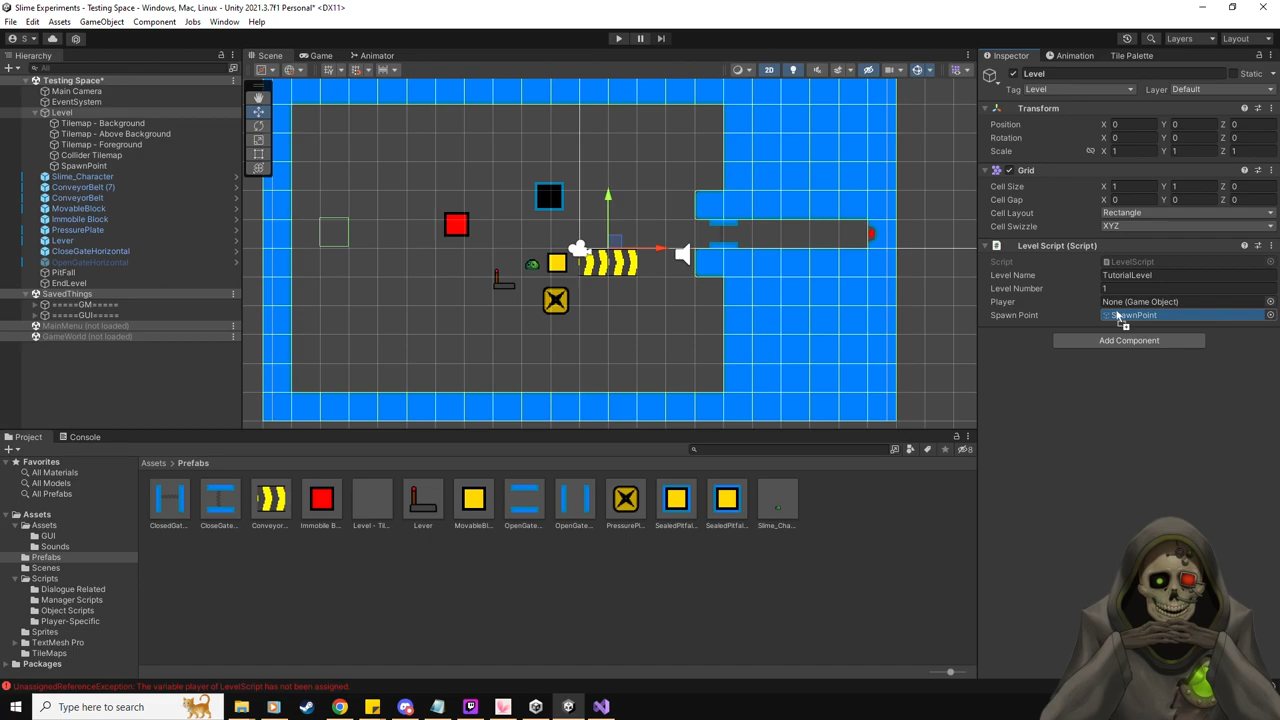 Slime Experiments - Testing Space - Windows, Mac, Linux - Unity 2021.3.7f1 Personal* <DX11>
File Edit Assets GameObject Component Jobs Window Help
S
Layers Layout
Hierarchy
All
Testing Space*
Main Camera
EventSystem
Level
Tilemap - Background
Tilemap - Above Background
Tilemap - Foreground
Collider Tilemap
SpawnPoint
Slime_Character
ConveyorBelt (7)
ConveyorBelt
MovableBlock
Immobile Block
PressurePlate
Lever
CloseGateHorizontal
OpenGateHorizontal
PitFall
EndLevel
SavedThings
=====GM=====
=====GUI=====
MainMenu (not loaded)
GameWorld (not loaded)
Scene Game Animator
2D
Inspector Animation Tile Palette
Level Static
Tag Level Layer Default
Transform
Position X 0 Y 0 Z 0
Rotation X 0 Y 0 Z 0
Scale X 1 Y 1 Z 1
Grid
Cell Size X 1 Y 1 Z 0
Cell Gap X 0 Y 0 Z 0
Cell Layout Rectangle
Cell Swizzle XYZ
Level Script (Script)
Script LevelScript
Level Name TutorialLevel
Level Number 1
Player None (Game Object)
Spawn Point SpawnPoint
Add Component
Project Console
8
Favorites
All Materials
All Models
All Prefabs
Assets
Assets
GUI
Sounds
Prefabs
Scenes
Scripts
Dialogue Related
Manager Scripts
Object Scripts
Player-Specific
Sprites
TextMesh Pro
TileMaps
Packages
Assets > Prefabs
ClosedGat... CloseGate... Conveyor... Immobile B... Level - Til... Lever MovableBl... OpenGate... OpenGate... PressurePl... SealedPitfal... SealedPitfal... Slime_Cha...
UnassignedReferenceException: The variable player of LevelScript has not been assigned.
Type here to search